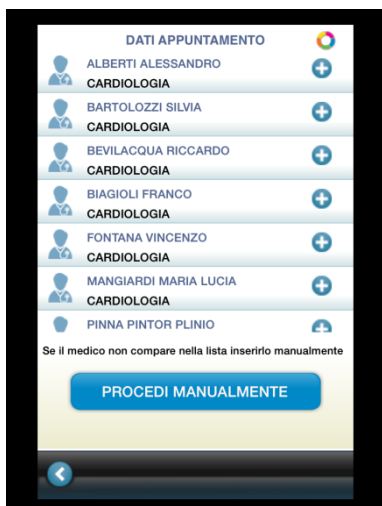 DATI APPUNTAMENTO
ALBERTI ALESSANDRO
CARDIOLOGIA
BARTOLOZZI SILVIA
CARDIOLOGIA
BEVILACQUA RICCARDO
CARDIOLOGIA
BIAGIOLI FRANCO
CARDIOLOGIA
FONTANA VINCENZO
CARDIOLOGIA
MANGIARDI MARIA LUCIA
CARDIOLOGIA
PINNA PINTOR PLINIO
Se il medico non compare nella lista inserirlo manualmente
PROCEDI MANUALMENTE